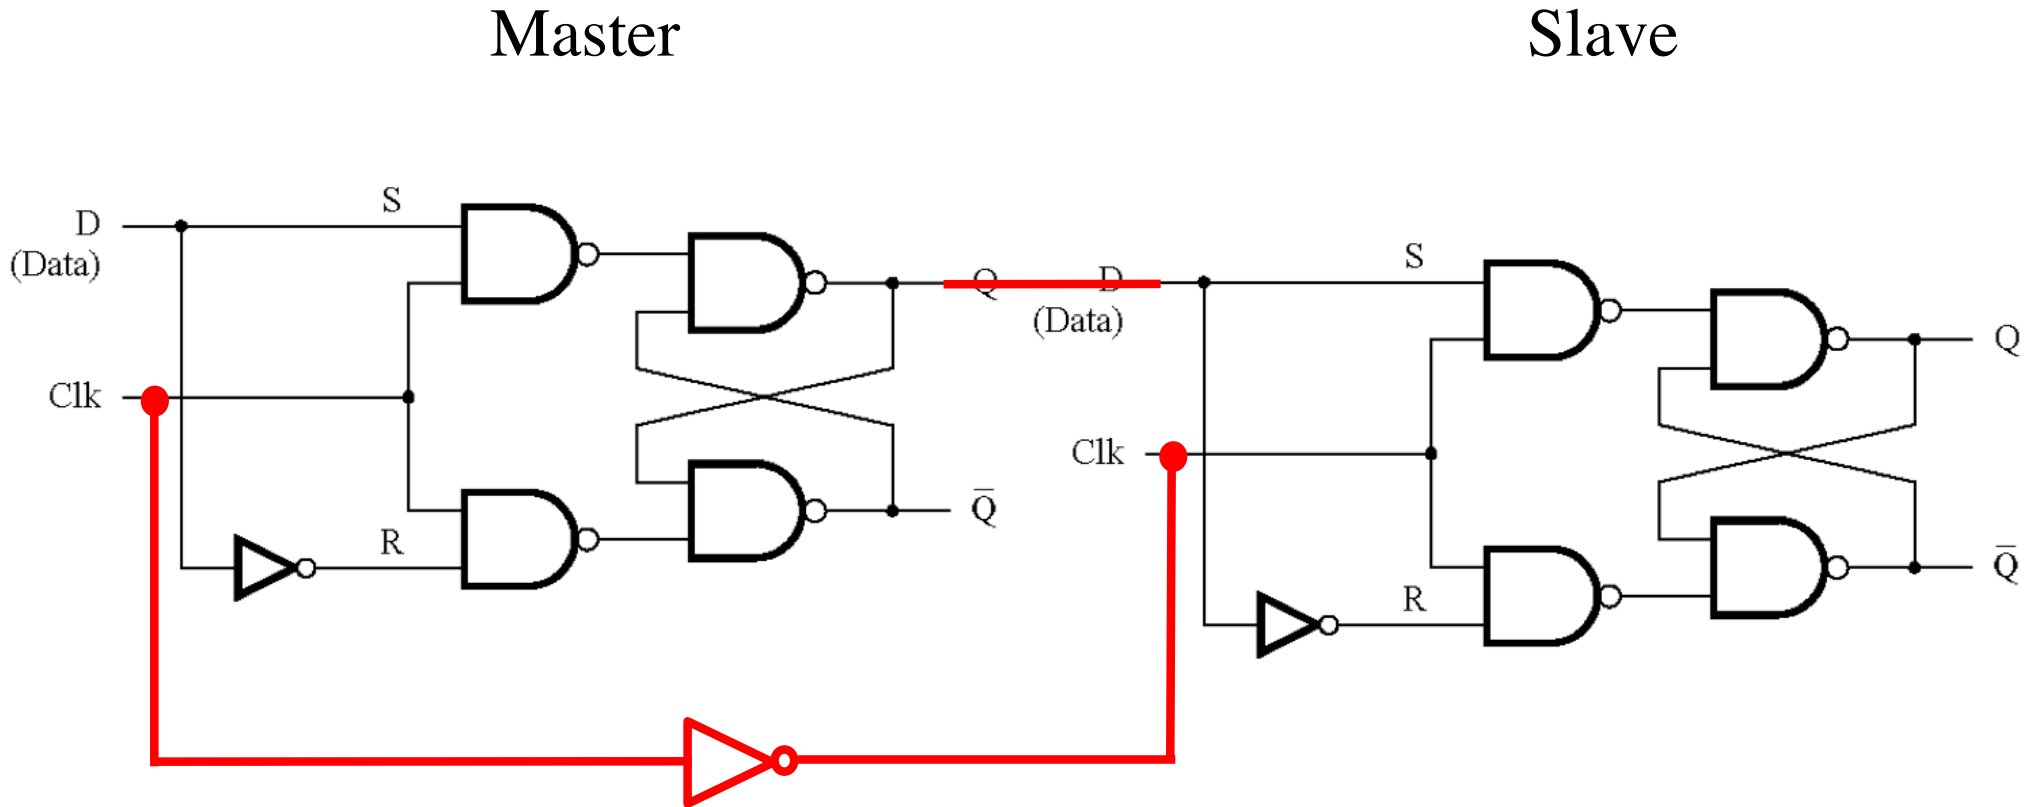 Master
Slave
D
(Data)
S
Clk
R
Q
Q̅
D
(Data)
S
Clk
R
Q
Q̅